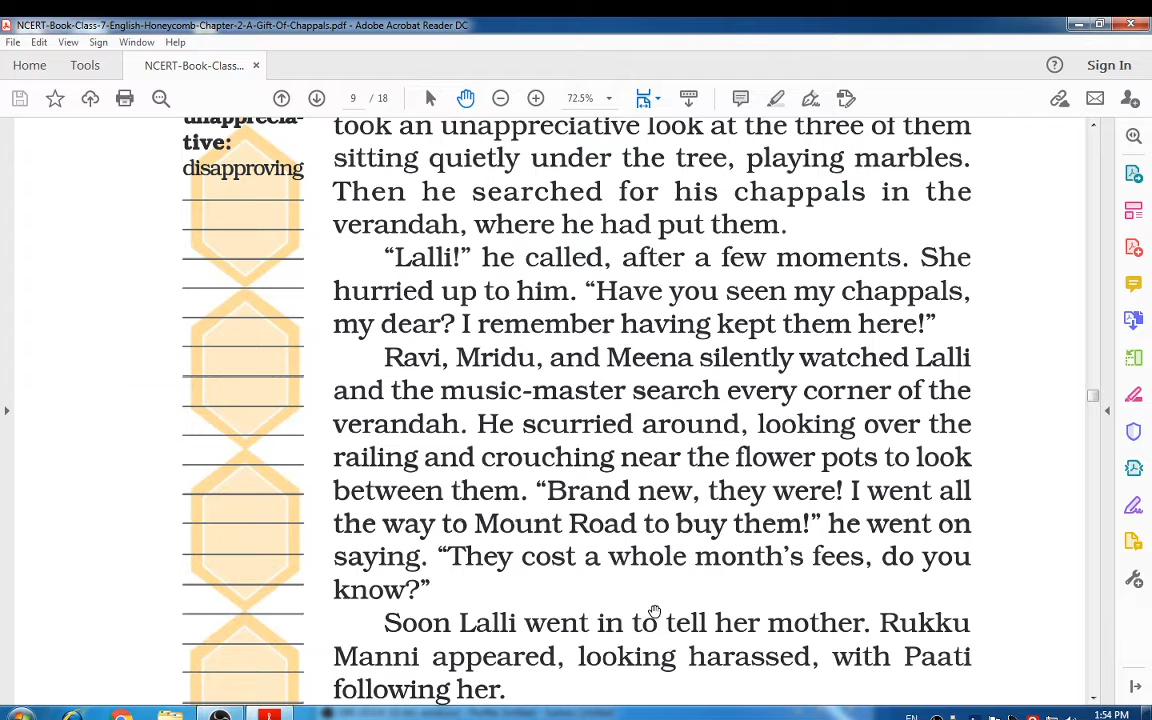 NCERT-Book-Class-7-English-Honeycomb-Chapter-2-A-Gift-Of-Chappals.pdf - Adobe Acrobat Reader DC
File Edit View Sign Window Help
Home Tools NCERT-Book-Class... × Sign In
9 / 18 72.5%
unapprecia-
tive:
disapproving
took an unappreciative look at the three of them
sitting quietly under the tree, playing marbles.
Then he searched for his chappals in the
verandah, where he had put them.
“Lalli!” he called, after a few moments. She
hurried up to him. “Have you seen my chappals,
my dear? I remember having kept them here!”
Ravi, Mridu, and Meena silently watched Lalli
and the music-master search every corner of the
verandah. He scurried around, looking over the
railing and crouching near the flower pots to look
between them. “Brand new, they were! I went all
the way to Mount Road to buy them!” he went on
saying. “They cost a whole month’s fees, do you
know?”
Soon Lalli went in to tell her mother. Rukku
Manni appeared, looking harassed, with Paati
following her.
EN 1:54 PM